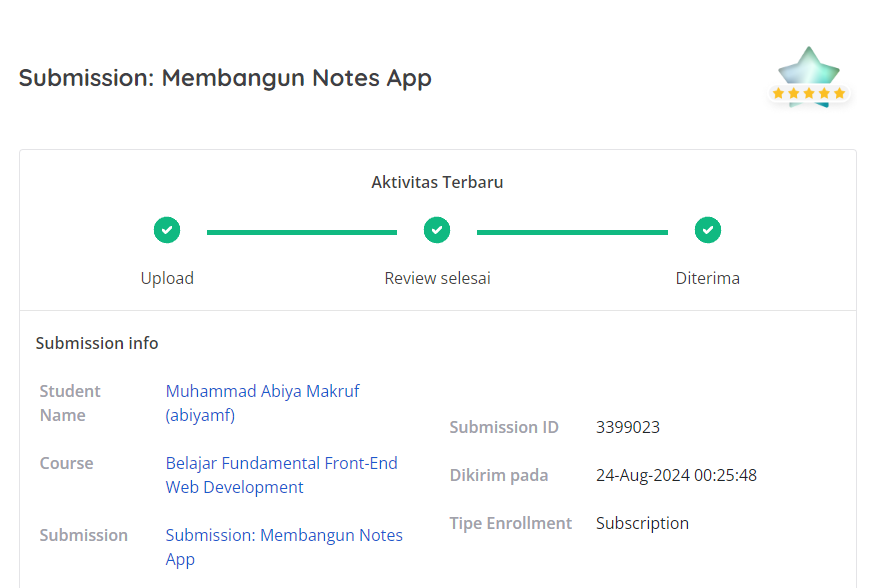 Submission: Membangun Notes App
Aktivitas Terbaru
Upload
Review selesai
Diterima
Submission info
Student
Name
Muhammad Abiya Makruf
(abiyamf)
Course
Belajar Fundamental Front-End
Web Development
Submission
Submission: Membangun Notes
App
Submission ID
3399023
Dikirim pada
24-Aug-2024 00:25:48
Tipe Enrollment
Subscription